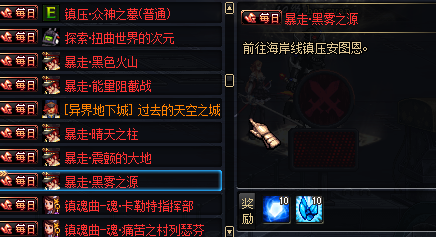 每日 E 镇压·众神之墓(普通)
每日 探索·扭曲世界的次元
每日 暴走·黑色火山
每日 暴走·能量阻截战
每日 [异界地下城] 过去的天空之城
每日 暴走·晴天之柱
每日 暴走·震颤的大地
每日 暴走·黑雾之源
每日 镇魂曲-魂·卡勒特指挥部
每日 镇魂曲-魂·痛苦之村列瑟芬
每日 暴走·黑雾之源
前往海岸线镇压安图恩。
奖励
10 10